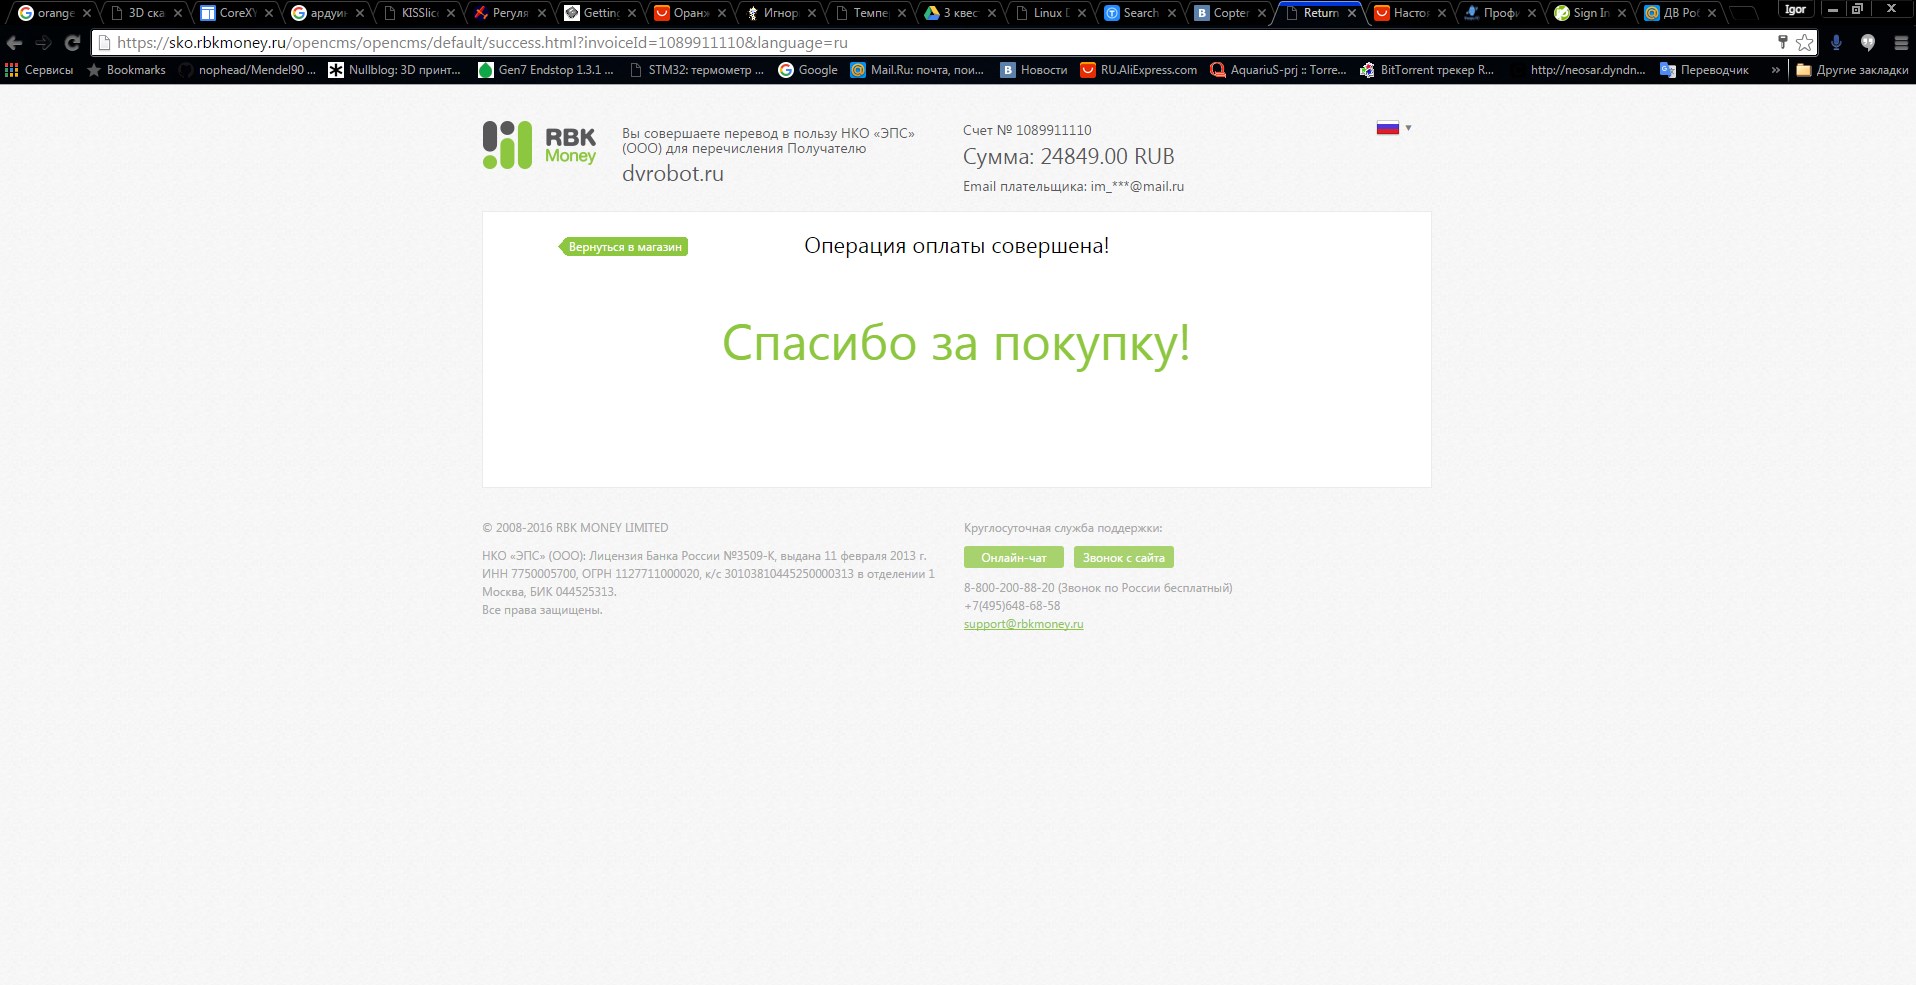 orange
3D ска
CoreXY
ардуин
KISSlice
Регуля
Getting
Оранж
Игнор
Темпе
3 квест
Linux D
Search
Copter
Return
Настоя
Профи
Sign In
ДВ Роб
Igor
https://sko.rbkmoney.ru/opencms/opencms/default/success.html?invoiceId=1089911110&language=ru
Сервисы
Bookmarks
nophead/Mendel90 ...
Nullblog: 3D принт...
Gen7 Endstop 1.3.1 ...
STM32: термометр ...
Google
Mail.Ru: почта, пои...
Новости
RU.AliExpress.com
AquariuS-prj :: Torre...
BitTorrent трекер R...
http://neosar.dyndn...
Переводчик
»
Другие закладки
RBK
Money
Вы совершаете перевод в пользу НКО «ЭПС»
(ООО) для перечисления Получателю
dvrobot.ru
Счет № 1089911110
Сумма: 24849.00 RUB
Email плательщика: im_***@mail.ru
Вернуться в магазин
Операция оплаты совершена!
Спасибо за покупку!
© 2008-2016 RBK MONEY LIMITED
НКО «ЭПС» (ООО): Лицензия Банка России №3509-К, выдана 11 февраля 2013 г.
ИНН 7750005700, ОГРН 1127711000020, к/с 30103810445250000313 в отделении 1
Москва, БИК 044525313.
Все права защищены.
Круглосуточная служба поддержки:
Онлайн-чат
Звонок с сайта
8-800-200-88-20 (Звонок по России бесплатный)
+7(495)648-68-58
support@rbkmoney.ru